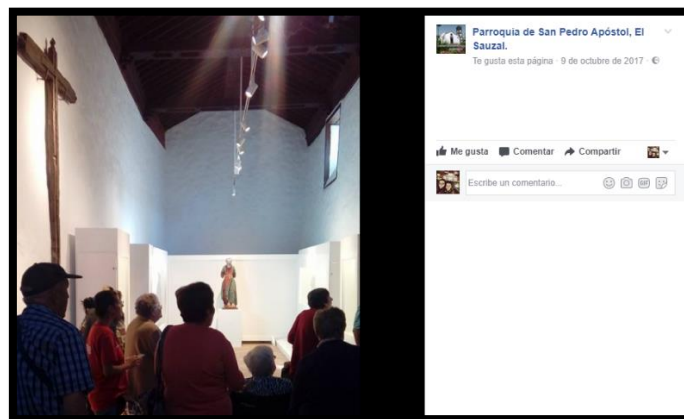 Parroquia de San Pedro Apóstol, El
Sauzal.
Te gusta esta página · 9 de octubre de 2017 ·
Me gusta Comentar Compartir
Escribe un comentario...
GIF